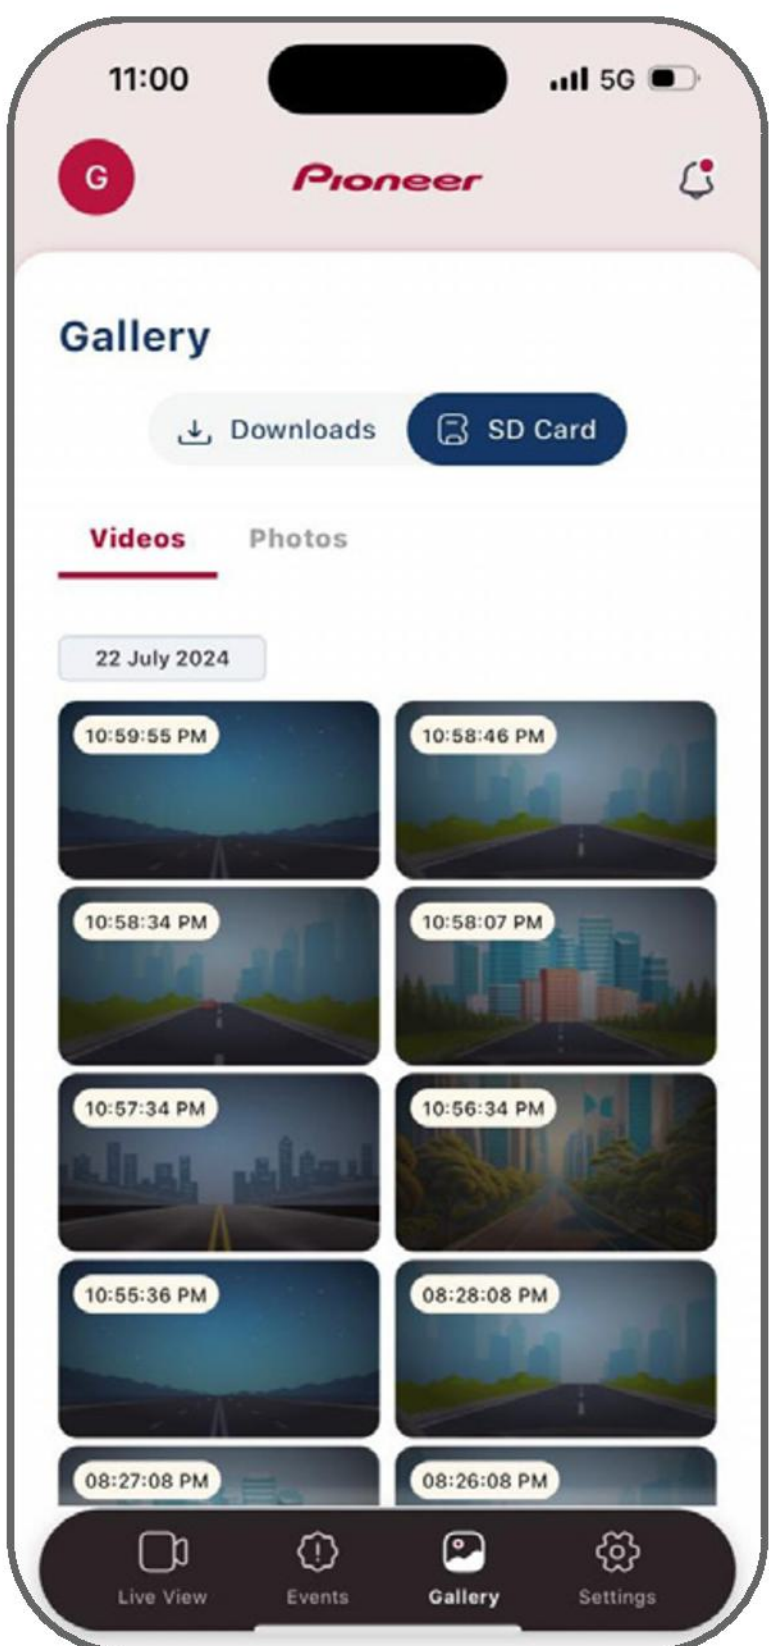 11:00 5G
G Pioneer
Gallery
Downloads SD Card
Videos Photos
22 July 2024
10:59:55 PM 10:58:46 PM
10:58:34 PM 10:58:07 PM
10:57:34 PM 10:56:34 PM
10:55:36 PM 08:28:08 PM
08:27:08 PM 08:26:08 PM
Live View Events Gallery Settings